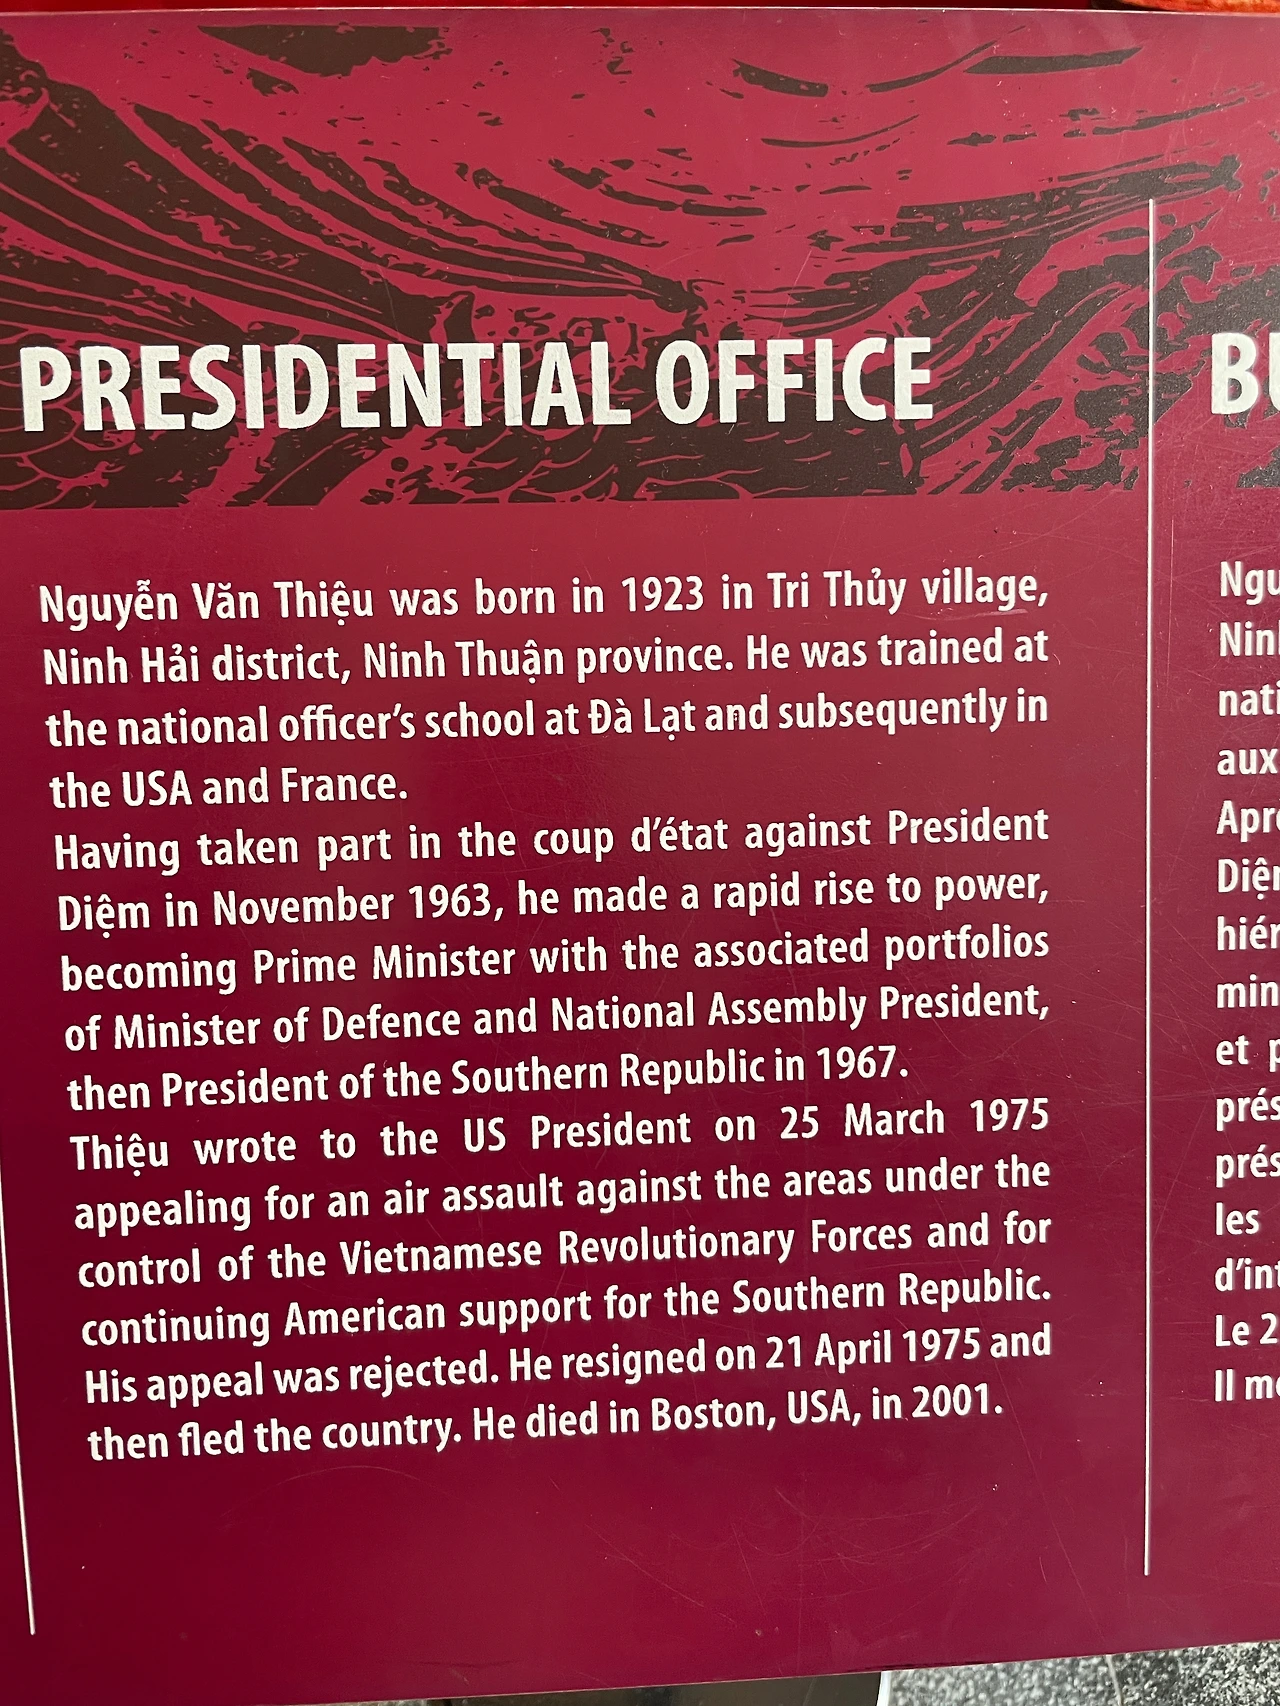 PRESIDENTIAL OFFICE
Nguyễn Văn Thiệu was born in 1923 in Tri Thủy village,
Ninh Hải district, Ninh Thuận province. He was trained at
the national officer’s school at Đà Lạt and subsequently in
the USA and France.
Having taken part in the coup d’état against President
Diệm in November 1963, he made a rapid rise to power,
becoming Prime Minister with the associated portfolios
of Minister of Defence and National Assembly President,
then President of the Southern Republic in 1967.
Thiệu wrote to the US President on 25 March 1975
appealing for an air assault against the areas under the
control of the Vietnamese Revolutionary Forces and for
continuing American support for the Southern Republic.
His appeal was rejected. He resigned on 21 April 1975 and
then fled the country. He died in Boston, USA, in 2001.
aux
et
les
Le
Il